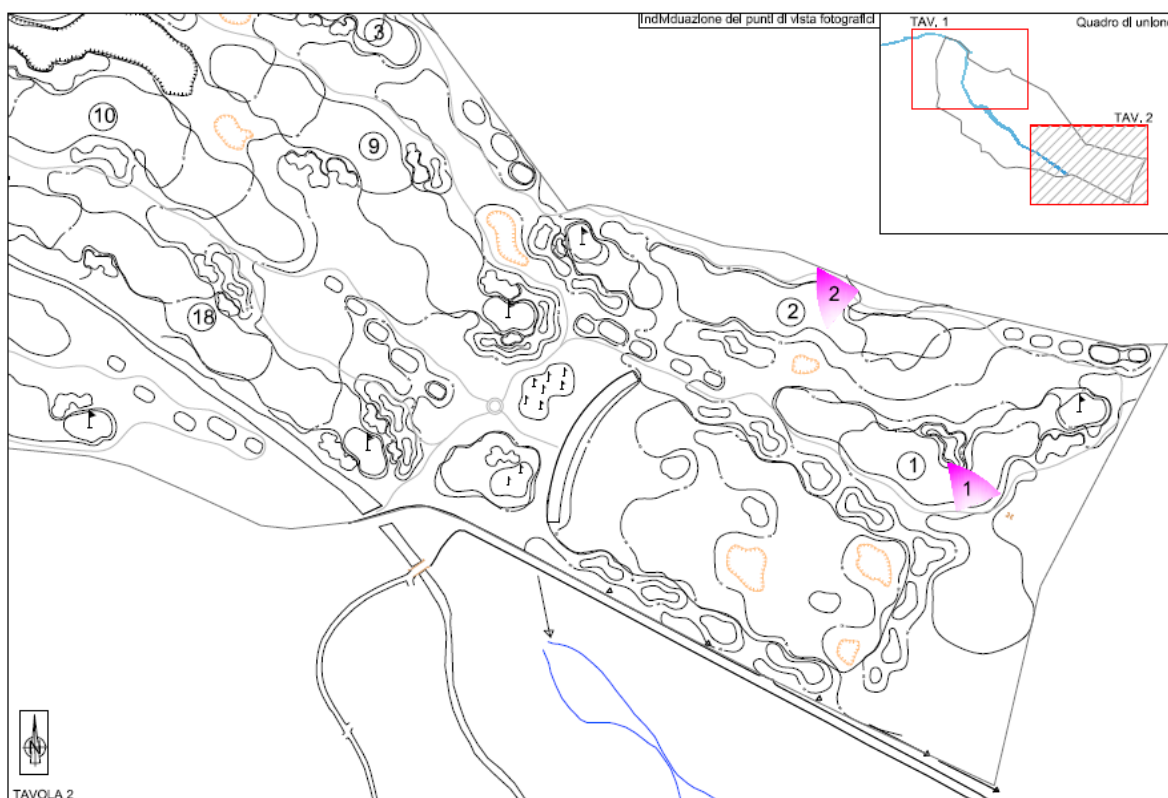 Individuazione dei punti di vista fotografici
TAV. 1
Quadro di unione
TAV. 2
3
10
9
2
2
18
1
1
N
TAVOLA 2